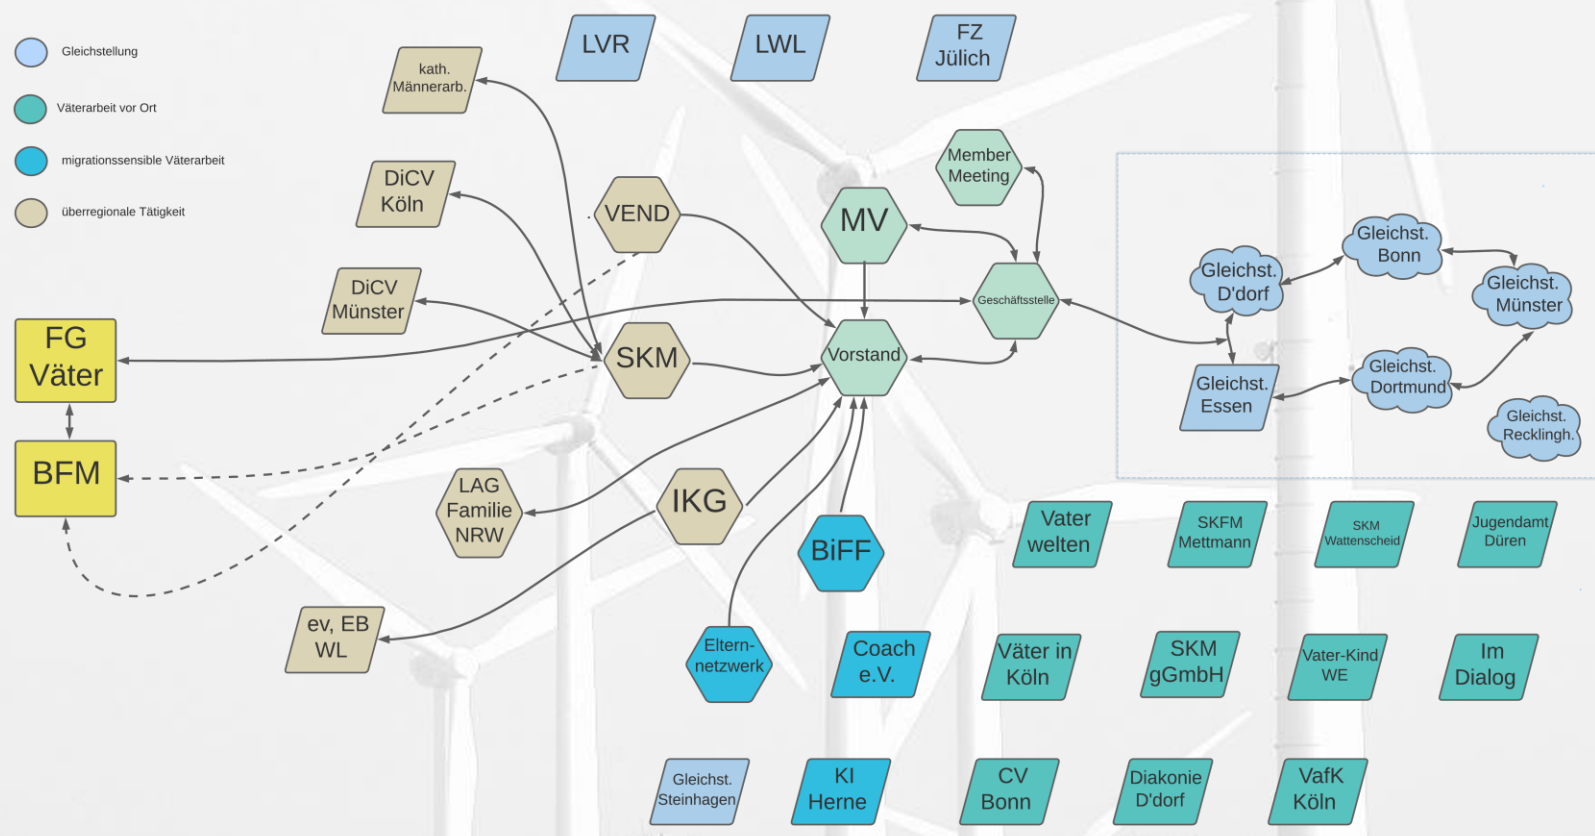 Gleichstellung
Väterarbeit vor Ort
migrationssensible Väterarbeit
überregionale Tätigkeit
LVR
LWL
FZ
Jülich
kath.
Männerarb.
DiCV
Köln
DiCV
Münster
VEND
MV
Member
Meeting
Geschäftsstelle
FG
Väter
BFM
SKM
Vorstand
Gleichst.
D'dorf
Gleichst.
Bonn
Gleichst.
Münster
Gleichst.
Essen
Gleichst.
Dortmund
Gleichst.
Recklingh.
LAG
Familie
NRW
IKG
BiFF
Vater
welten
SKFM
Mettmann
SKM
Wattenscheid
Jugendamt
Düren
ev, EB
WL
Eltern-
netzwerk
Coach
e.V.
Väter in
Köln
SKM
gGmbH
Vater-Kind
WE
Im
Dialog
Gleichst.
Steinhagen
KI
Herne
CV
Bonn
Diakonie
D'dorf
VafK
Köln